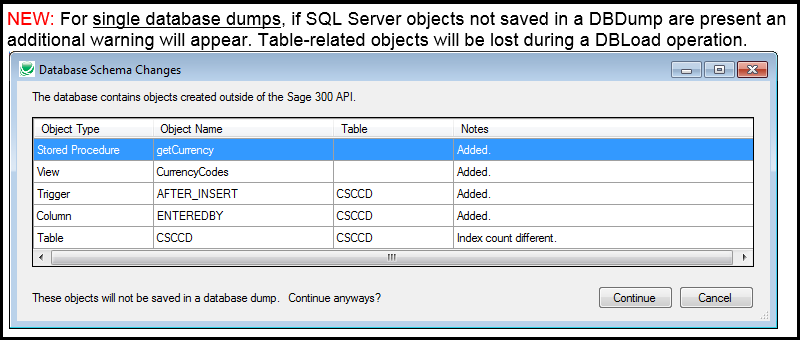 NEW: For single database dumps, if SQL Server objects not saved in a DBDump are present an
additional warning will appear. Table-related objects will be lost during a DBLoad operation.
Database Schema Changes
The database contains objects created outside of the Sage 300 API.
Object Type Object Name Table Notes
Stored Procedure getCurrency Added.
View CurrencyCodes Added.
Trigger AFTER_INSERT CSCCD Added.
Column ENTEREDBY CSCCD Added.
Table CSCCD CSCCD Index count different.
These objects will not be saved in a database dump. Continue anyways? Continue Cancel